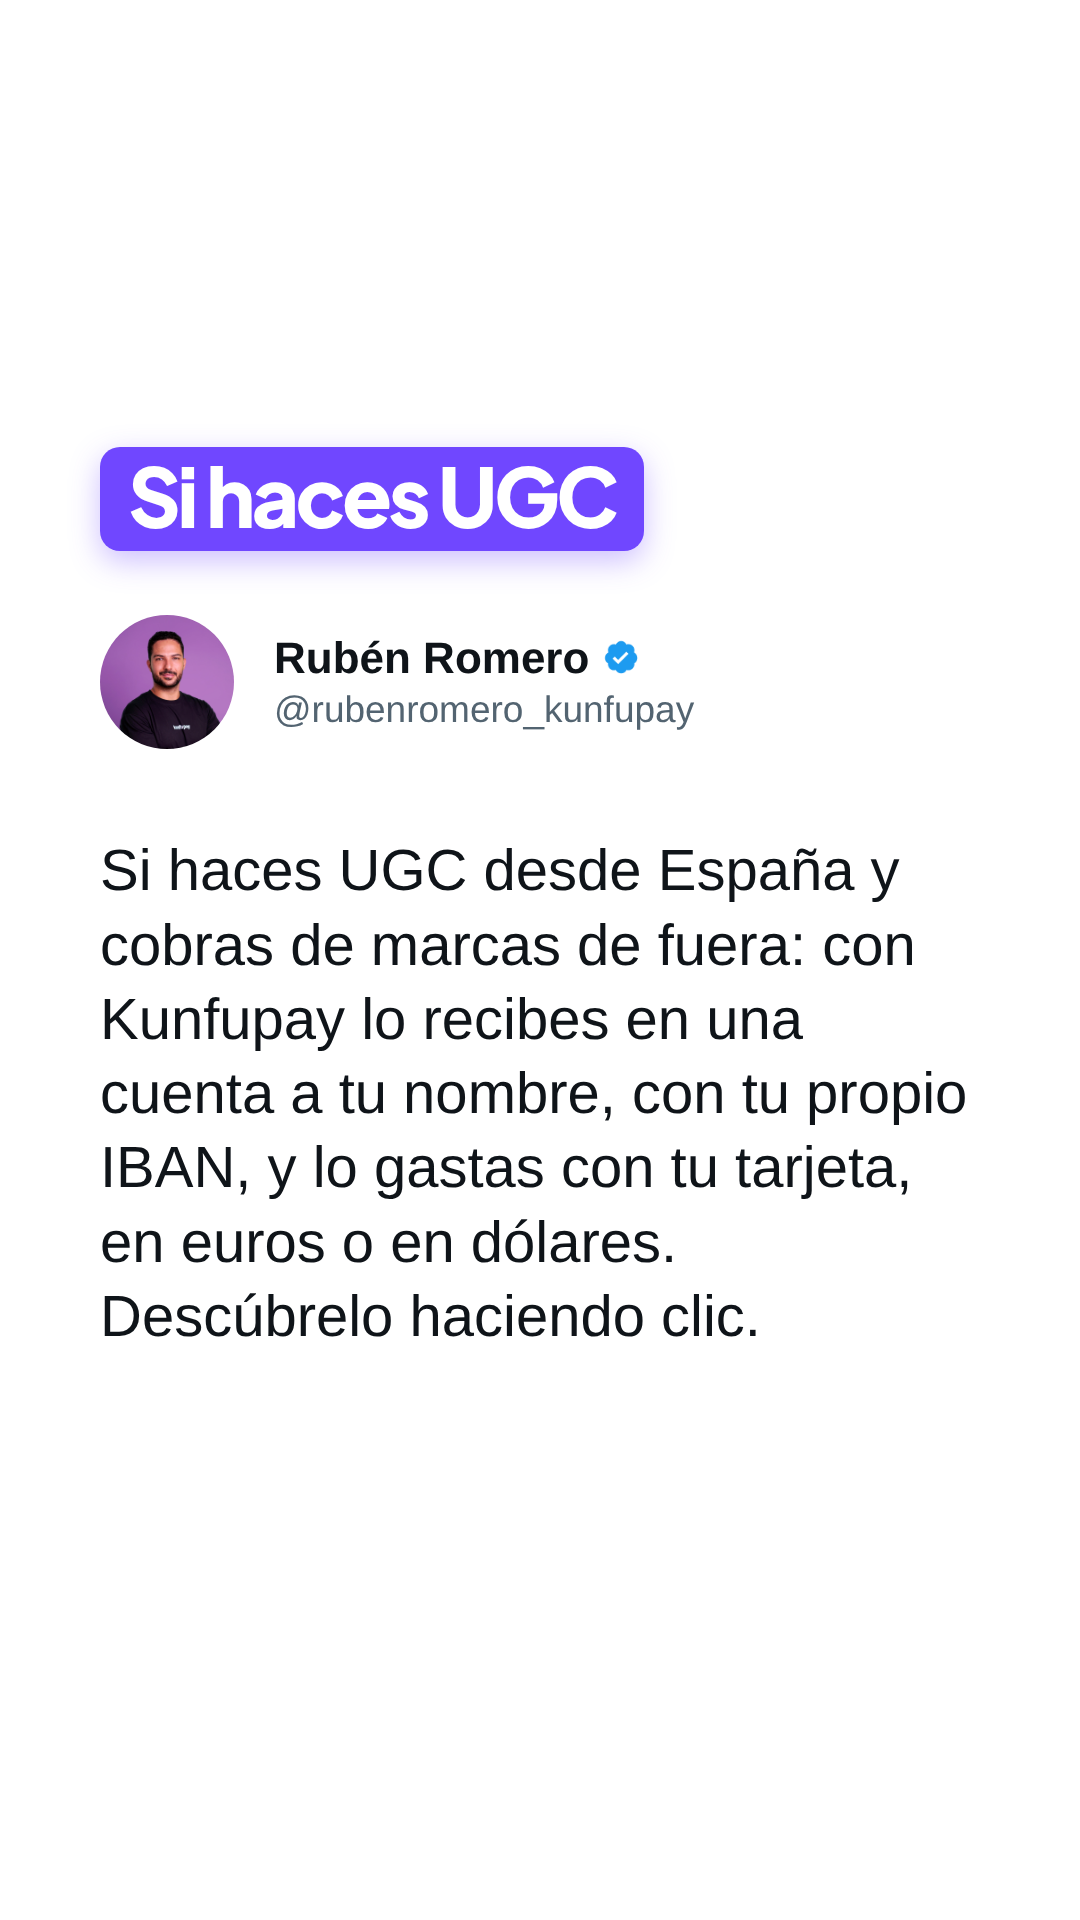 Si haces UGC
Rubén Romero
@rubenromero_kunfupay
Si haces UGC desde España y
cobras de marcas de fuera: con
Kunfupay lo recibes en una
cuenta a tu nombre, con tu propio
IBAN, y lo gastas con tu tarjeta,
en euros o en dólares.
Descúbrelo haciendo clic.